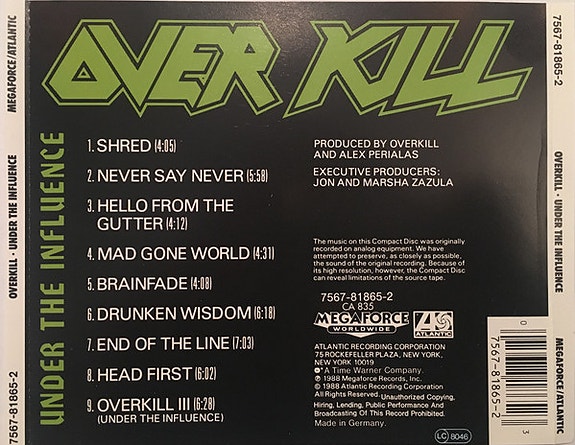 OVER KILL
UNDER THE INFLUENCE
1. SHRED (4:05)
2. NEVER SAY NEVER (5:58)
3. HELLO FROM THE
GUTTER (4:12)
4. MAD GONE WORLD (4:31)
5. BRAINFADE (4:08)
6. DRUNKEN WISDOM (6:18)
7. END OF THE LINE (7:03)
8. HEAD FIRST (6:02)
9. OVERKILL III (6:28)
(UNDER THE INFLUENCE)
PRODUCED BY OVERKILL
AND ALEX PERIALAS
EXECUTIVE PRODUCERS:
JON AND MARSHA ZAZULA
The music on this Compact Disc was originally
recorded on analog equipment. We have
attempted to preserve, as closely as possible,
the sound of the original recording. Because of
its high resolution, however, the Compact Disc
can reveal limitations of the source tape.
7567-81865-2
CA 835
MEGAFORCE
WORLDWIDE
ATLANTIC
ATLANTIC RECORDING CORPORATION
75 ROCKEFELLER PLAZA, NEW YORK,
NEW YORK 10019
A Time Warner Company.
℗ 1988 Megaforce Records, Inc.
© 1988 Atlantic Recording Corporation
All Rights Reserved. Unauthorized Copying,
Hiring, Lending, Public Performance And
Broadcasting Of This Record Prohibited.
Made in Germany.
LC 8046
0
7567-81865-2
3
7567-81865-2
OVERKILL · UNDER THE INFLUENCE
MEGAFORCE/ATLANTIC
7567-81865-2
OVERKILL · UNDER THE INFLUENCE
MEGAFORCE/ATLANTIC